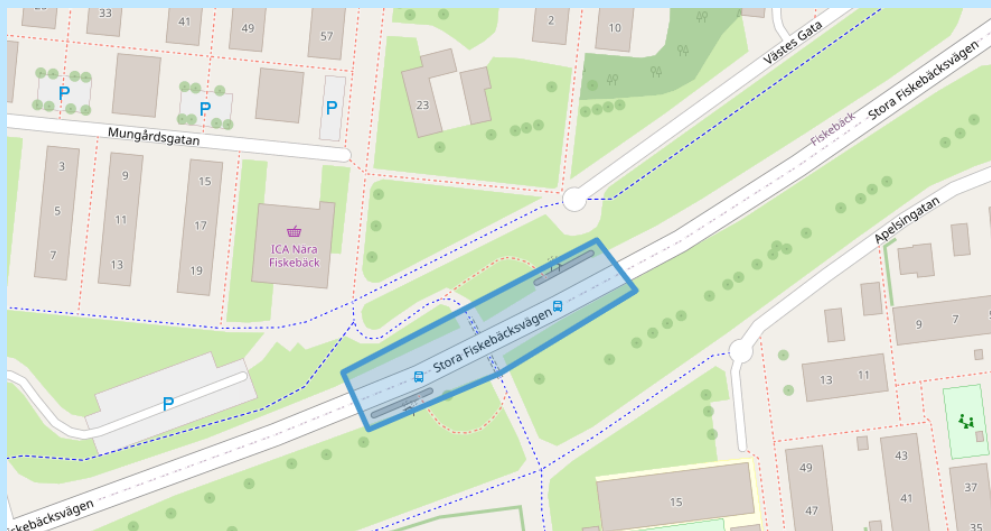 33
41
49
57
2
10
Västes Gata
Stora Fiskebäcksvägen
Fiskebäck
P
P
P
23
Mungårdsgatan
3
5
7
9
11
13
15
17
19
ICA Nära
Fiskebäck
Apelsingatan
Stora Fiskebäcksvägen
P
9
7
13
11
49
47
43
41
37
35
15